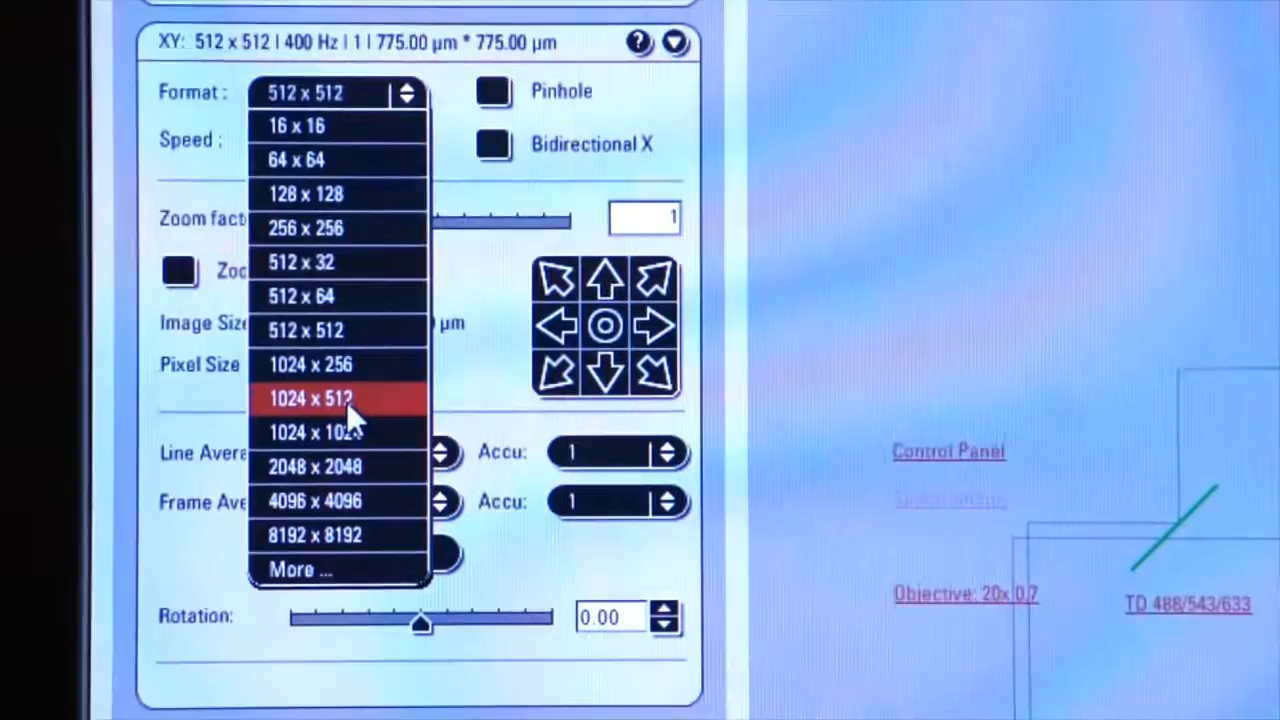 XY: 512 x 512 | 400 Hz | 1 | 775.00 µm * 775.00 µm
?
Format : 512 x 512
Pinhole
16 x 16
Speed :
Bidirectional X
64 x 64
128 x 128
Zoom fact
256 x 256
1
512 x 32
Zoo
512 x 64
Image Size
512 x 512
µm
Pixel Size
1024 x 256
1024 x 512
1024 x 1024
Line Avera
Accu: 1
Control Panel
2048 x 2048
Frame Ave
4096 x 4096
Accu: 1
8192 x 8192
More ...
Objective: 20x 0.7
TD 488/543/633
Rotation:
0.00